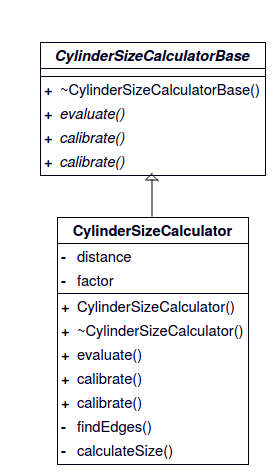 CylinderSizeCalculatorBase
+ ~CylinderSizeCalculatorBase()
+ evaluate()
+ calibrate()
+ calibrate()
CylinderSizeCalculator
- distance
- factor
+ CylinderSizeCalculator()
+ ~CylinderSizeCalculator()
+ evaluate()
+ calibrate()
+ calibrate()
- findEdges()
- calculateSize()